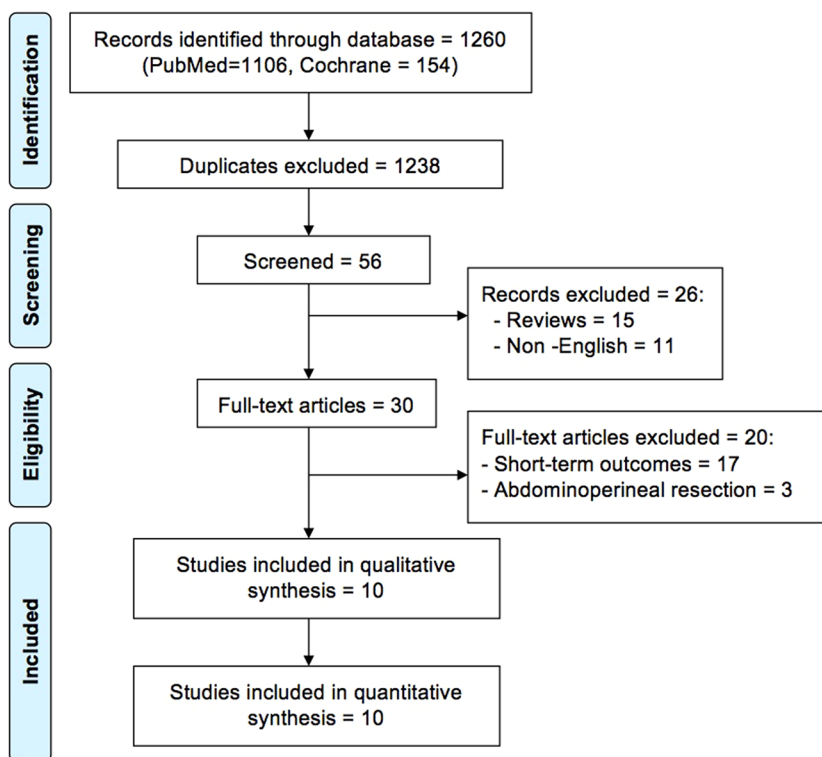 Identification
Records identified through database = 1260
(PubMed=1106, Cochrane = 154)
Duplicates excluded = 1238
Screening
Screened = 56
Records excluded = 26:
- Reviews = 15
- Non -English = 11
Eligibility
Full-text articles = 30
Full-text articles excluded = 20:
- Short-term outcomes = 17
- Abdominoperineal resection = 3
Included
Studies included in qualitative
synthesis = 10
Studies included in quantitative
synthesis = 10